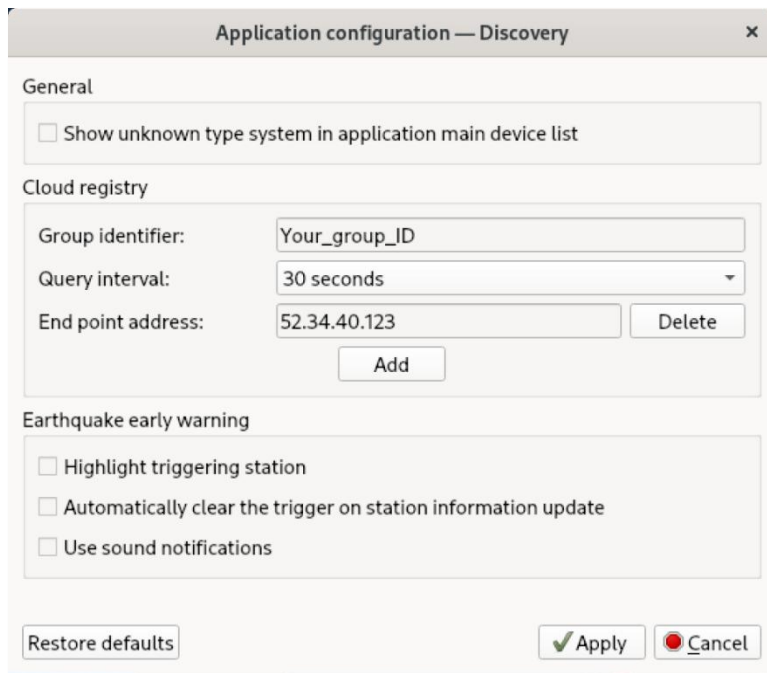 Application configuration — Discovery
General
Show unknown type system in application main device list
Cloud registry
Group identifier: Your_group_ID
Query interval: 30 seconds
End point address: 52.34.40.123 Delete
Add
Earthquake early warning
Highlight triggering station
Automatically clear the trigger on station information update
Use sound notifications
Restore defaults Apply Cancel